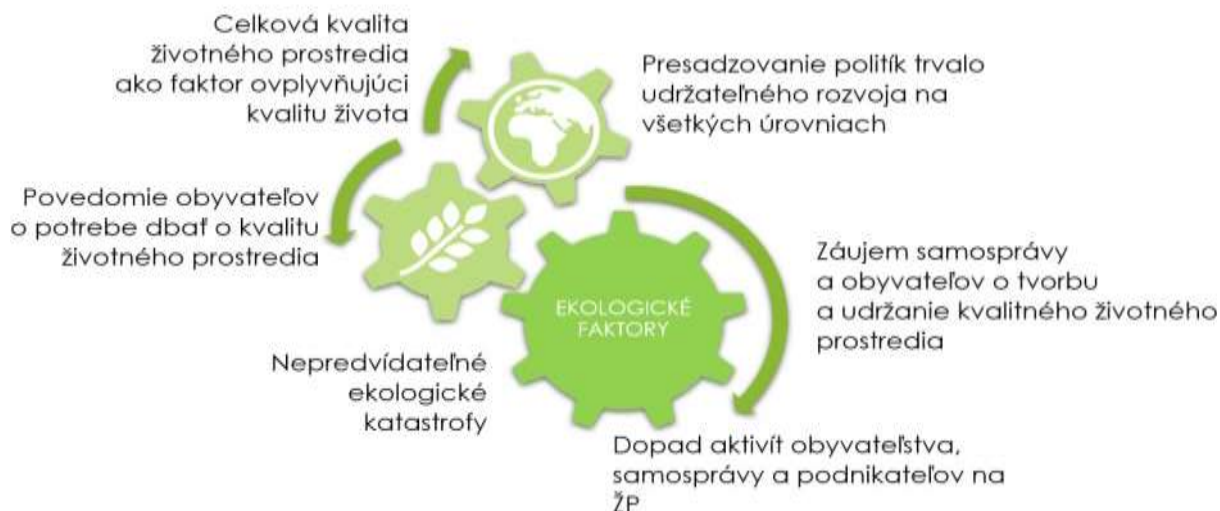 Celková kvalita
životného prostredia
ako faktor ovplyvňujúci
kvalitu života
Presadzovanie politík trvalo
udržateľného rozvoja na
všetkých úrovniach
Povedomie obyvateľov
o potrebe dbať o kvalitu
životného prostredia
Záujem samosprávy
a obyvateľov o tvorbu
a udržanie kvalitného životného
prostredia
EKOLOGICKÉ
FAKTORY
Nepredvídateľné
ekologické
katastrofy
Dopad aktivít obyvateľstva,
samosprávy a podnikateľov na
ŽP